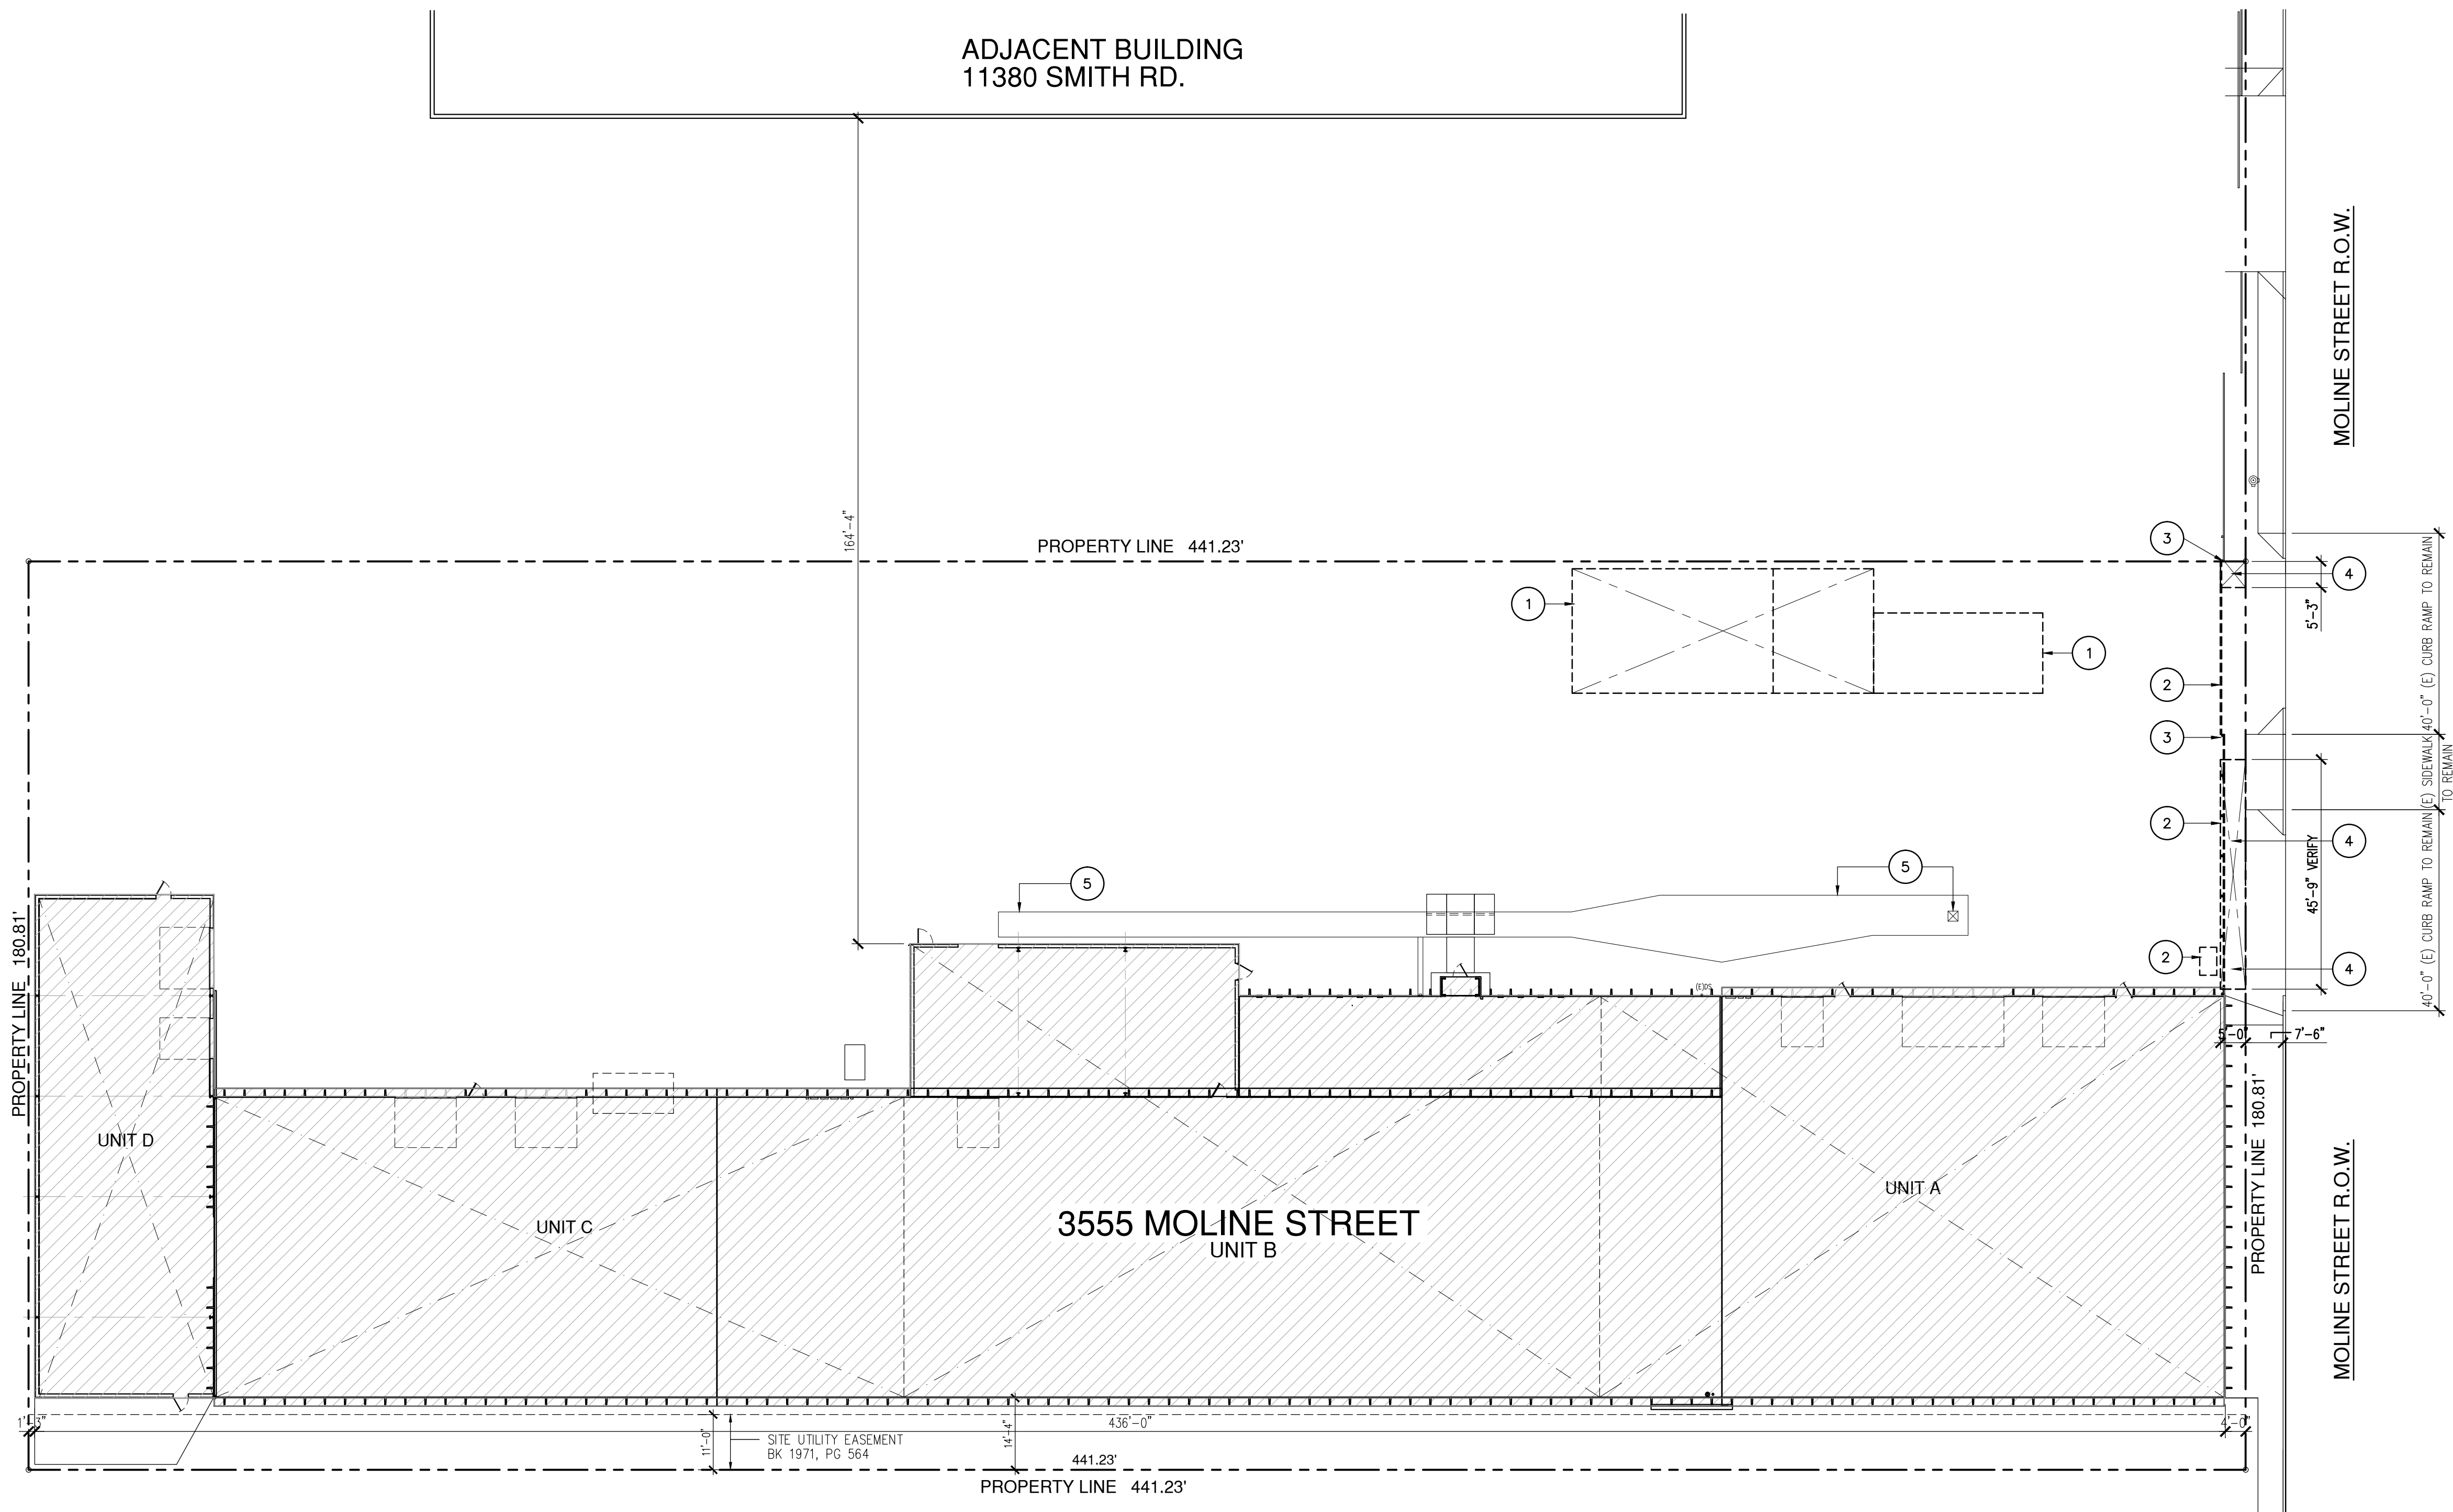 ADJACENT BUILDING
11380 SMITH RD.
MOLINE STREET R.O.W.
164'-4"
PROPERTY LINE 441.23'
3
4
5'-3"
1
1
2
3
2
4
45'-9" VERIFY
40'-0" (E) CURB RAMP TO REMAIN
(E) SIDEWALK
TO REMAIN
40'-0" (E) CURB RAMP TO REMAIN
5
5
2
4
(E)DS
5'-0"
7'-6"
PROPERTY LINE 180.81'
PROPERTY LINE 180.81'
UNIT D
UNIT C
3555 MOLINE STREET
UNIT B
UNIT A
MOLINE STREET R.O.W.
1'-3"
11'-0"
SITE UTILITY EASEMENT
BK 1971, PG 564
14'-4"
436'-0"
4'-0"
441.23'
PROPERTY LINE 441.23'